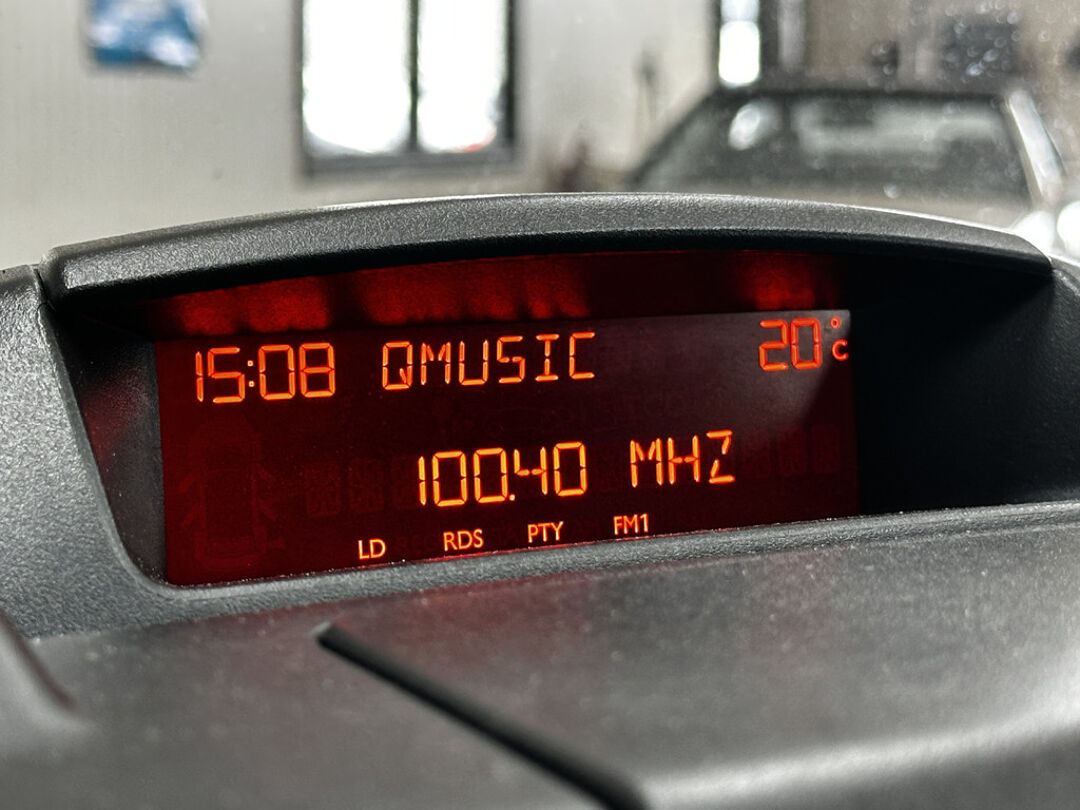 15:08 QMUSIC 20°C
100.40 MHZ
LD RDS PTY FM1